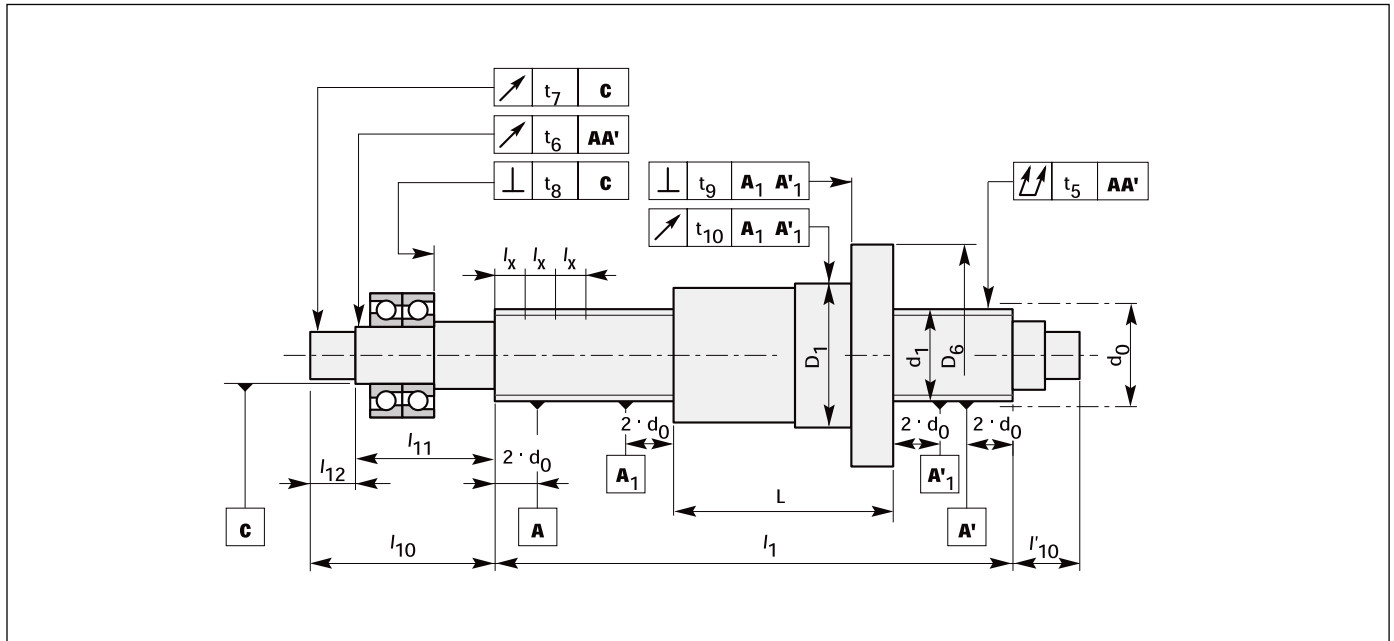 t7 C
t6 AA'
t8 C
t9 A1 A'1
t5 AA'
t10 A1 A'1
lx lx lx
D1
d1
D6
d0
2 · d0
2 · d0
2 · d0
l11
2 · d0
l12
A1
A'1
L
C
A
A'
l10
l1
l'10